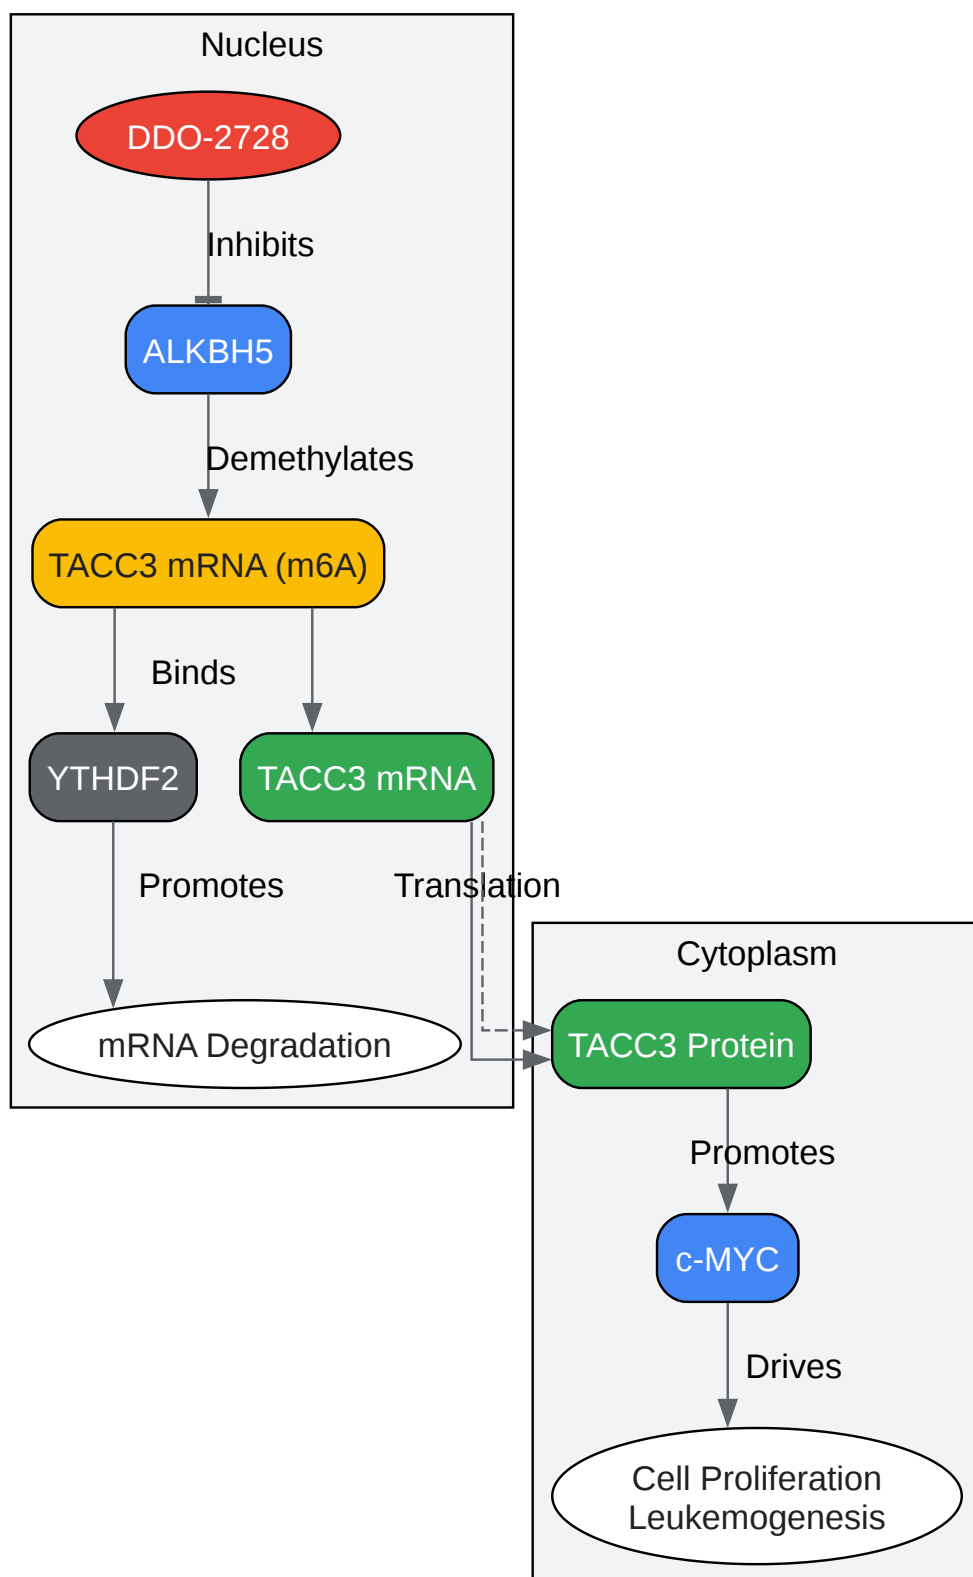 Nucleus
DDO-2728
Inhibits
ALKBH5
Demethylates
TACC3 mRNA (m6A)
Binds
YTHDF2
TACC3 mRNA
Promotes
Translation
Cytoplasm
mRNA Degradation
TACC3 Protein
Promotes
c-MYC
Drives
Cell Proliferation
Leukemogenesis